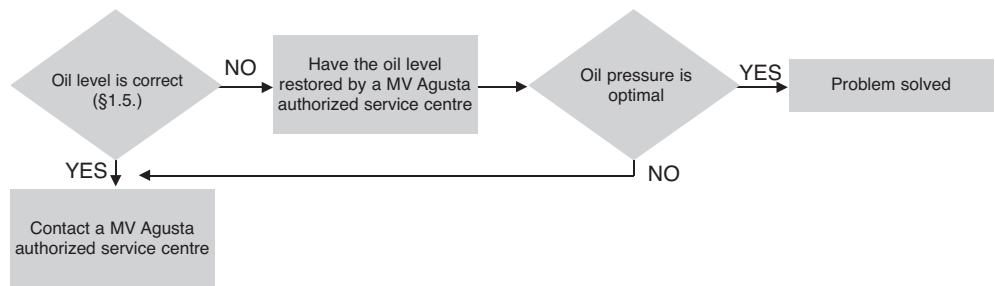 Oil level is correct
(§1.5.)
NO
Have the oil level
restored by a MV Agusta
authorized service centre
Oil pressure is
optimal
YES
Problem solved
YES
NO
Contact a MV Agusta
authorized service centre